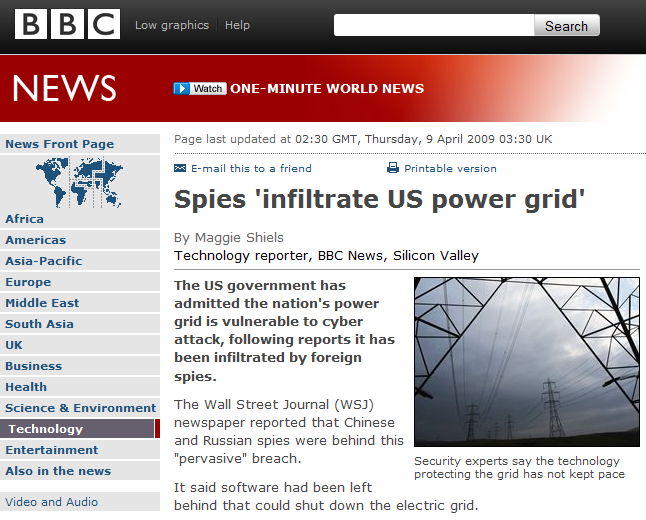 BBC
Low graphics
Help
Search
NEWS
Watch
ONE-MINUTE WORLD NEWS
News Front Page
Africa
Americas
Asia-Pacific
Europe
Middle East
South Asia
UK
Business
Health
Science & Environment
Technology
Entertainment
Also in the news
Video and Audio
Page last updated at 02:30 GMT, Thursday, 9 April 2009 03:30 UK
E-mail this to a friend
Printable version
Spies 'infiltrate US power grid'
By Maggie Shiels
Technology reporter, BBC News, Silicon Valley
The US government has
admitted the nation's power
grid is vulnerable to cyber
attack, following reports it has
been infiltrated by foreign
spies.
The Wall Street Journal (WSJ)
newspaper reported that Chinese
and Russian spies were behind this
"pervasive" breach.
It said software had been left
behind that could shut down the electric grid.
Security experts say the technology
protecting the grid has not kept pace